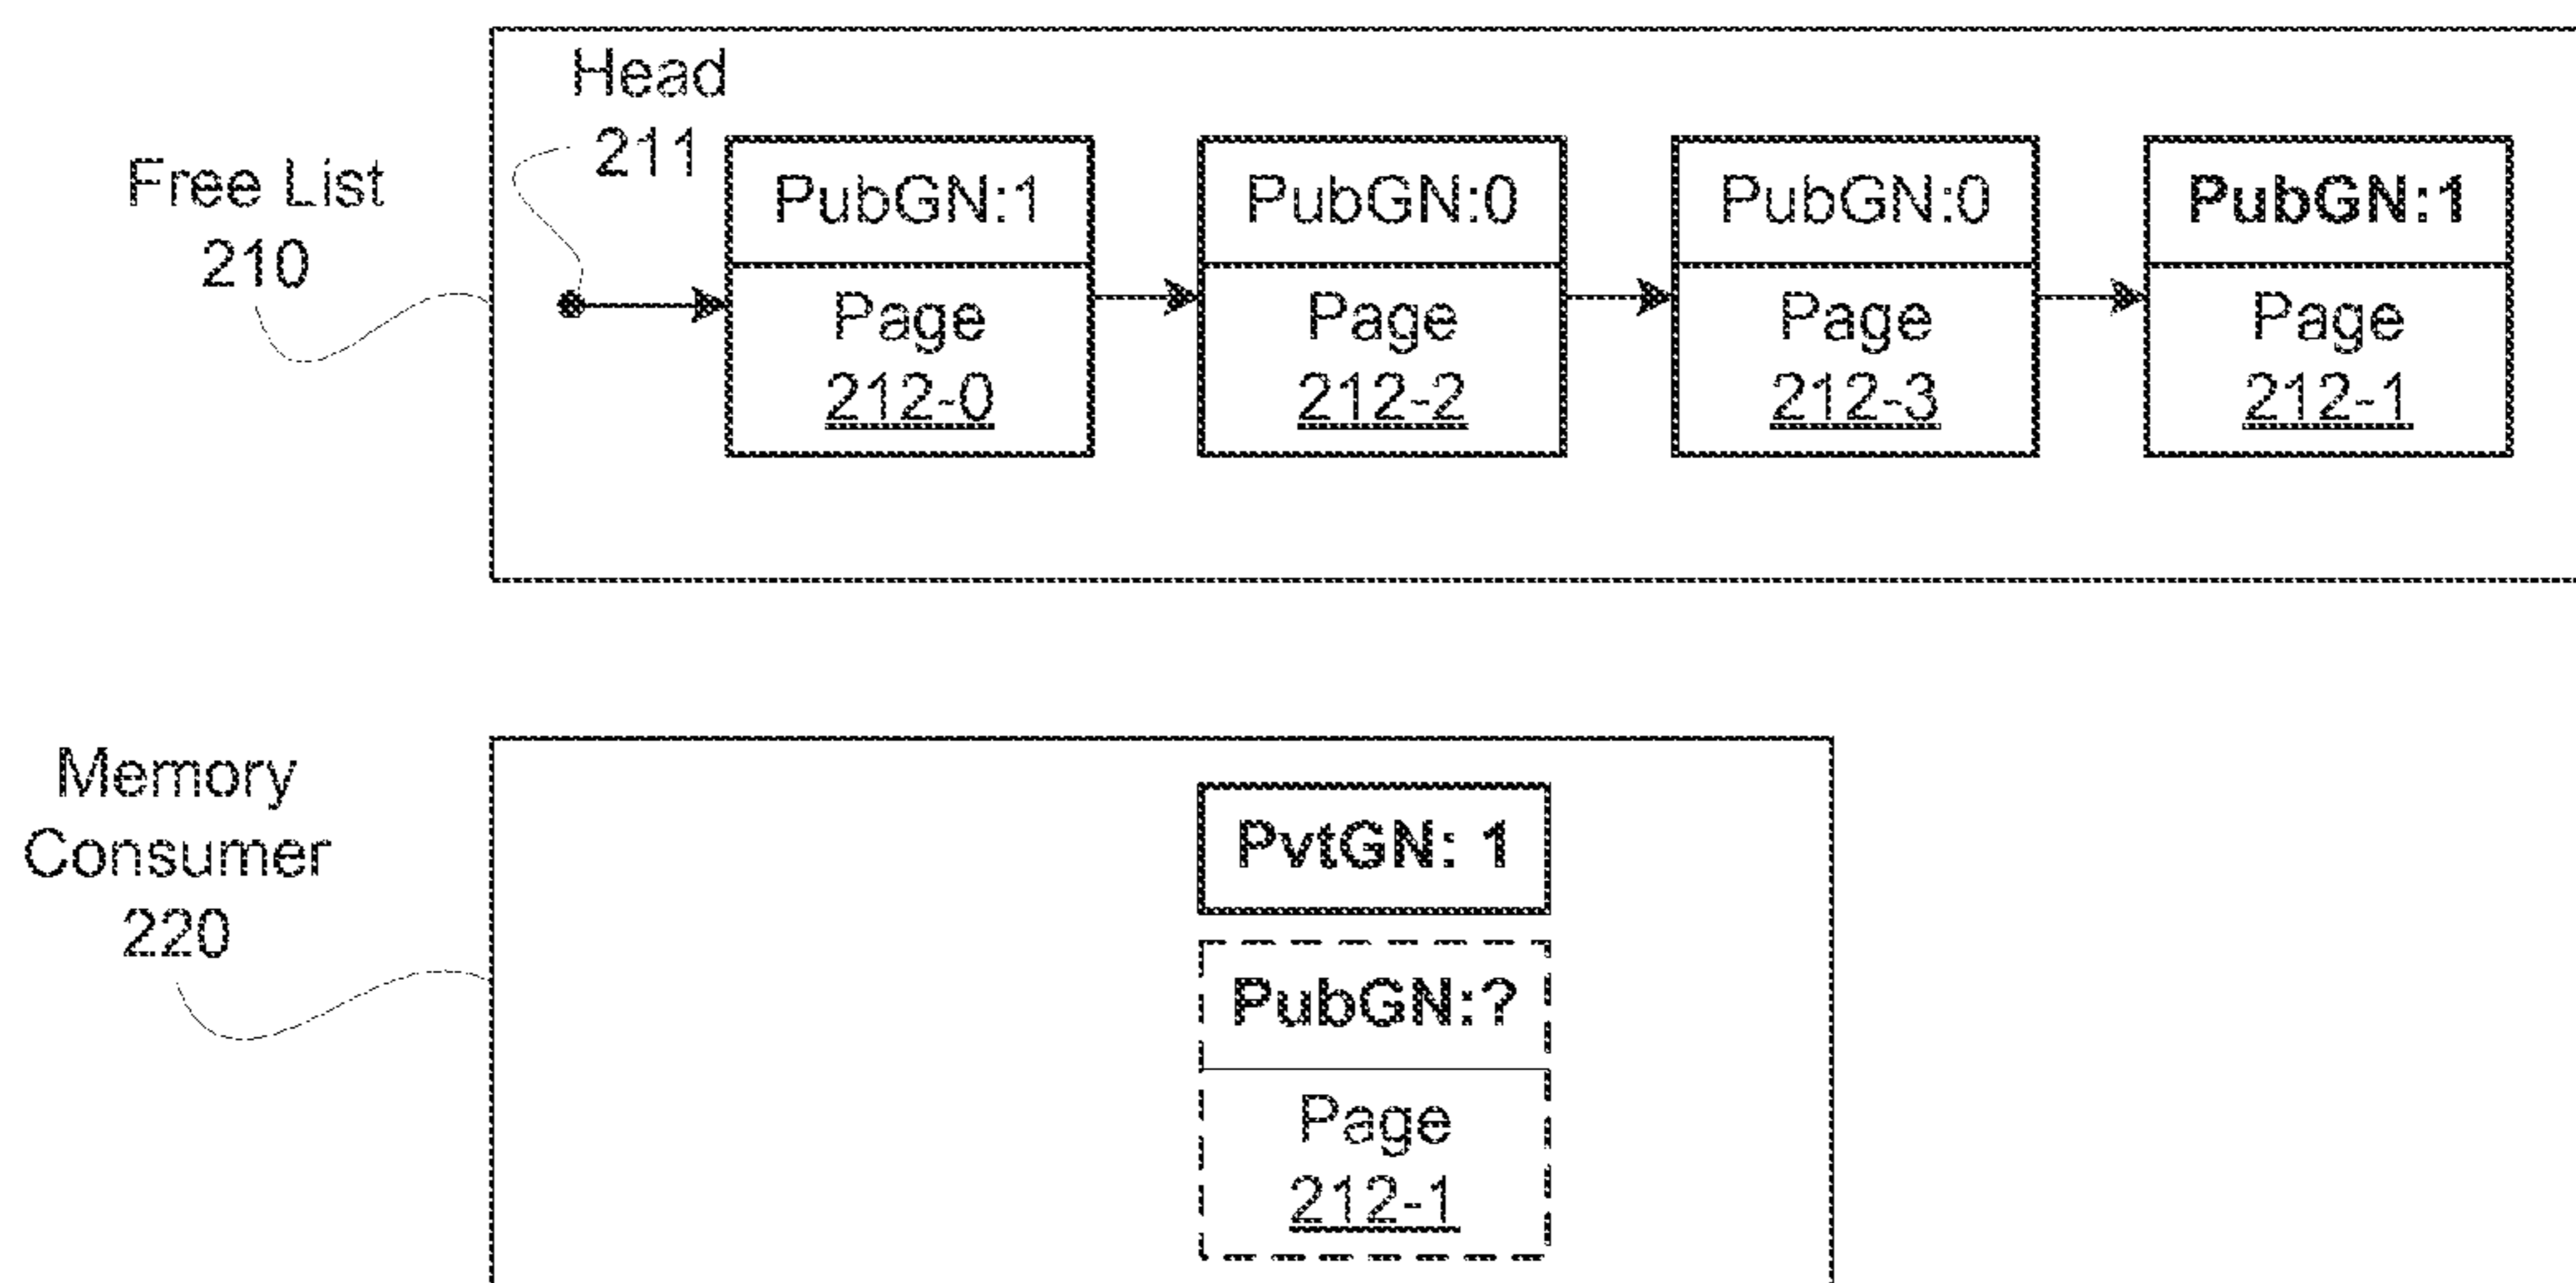 Head
211
Free List
210
PubGN:1
Page
212-0
PubGN:0
Page
212-2
PubGN:0
Page
212-3
PubGN:1
Page
212-1
Memory
Consumer
220
PvtGN: 1
PubGN:?
Page
212-1